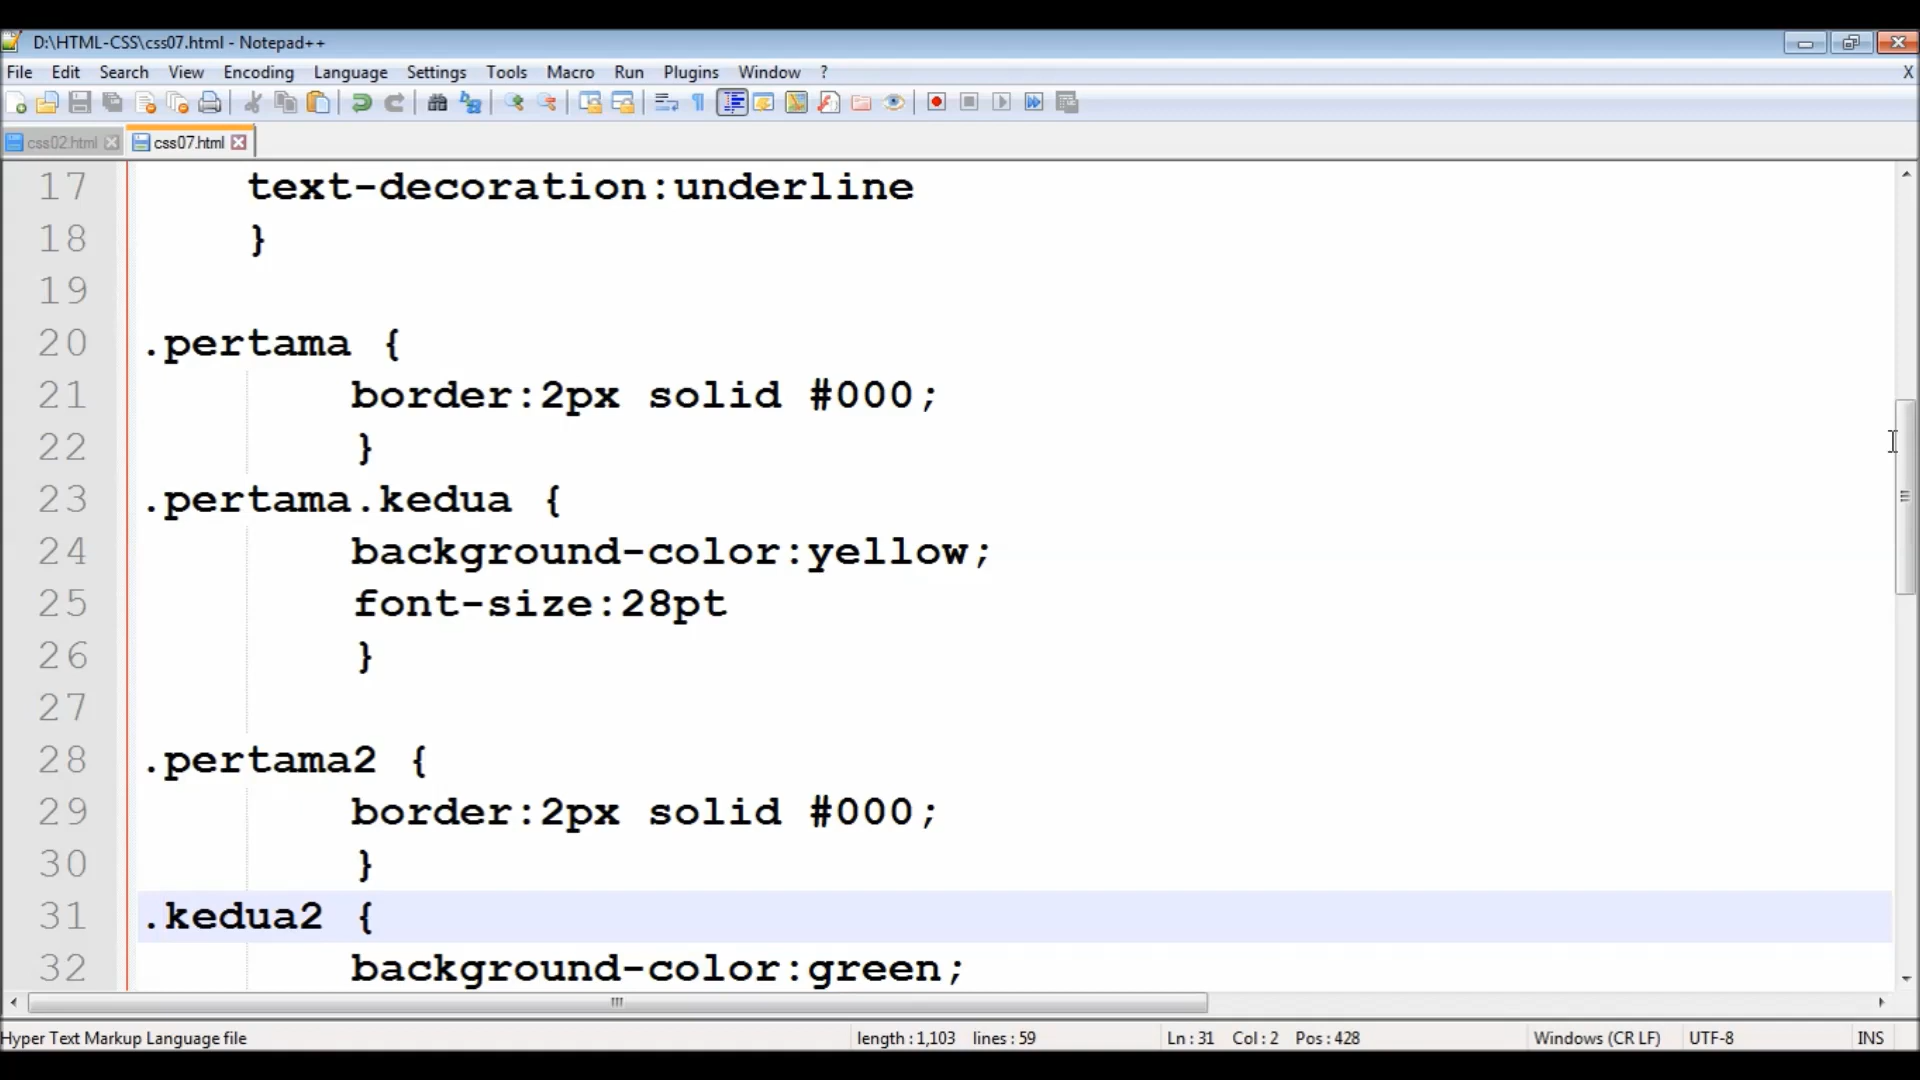 D:\HTML-CSS\css07.html - Notepad++
File Edit Search View Encoding Language Settings Tools Macro Run Plugins Window ? X
css02.html css07.html
17 text-decoration:underline
18 }
19
20 .pertama {
21 border:2px solid #000;
22 }
23 .pertama.kedua {
24 background-color:yellow;
25 font-size:28pt
26 }
27
28 .pertama2 {
29 border:2px solid #000;
30 }
31 .kedua2 {
32 background-color:green;
Hyper Text Markup Language file length : 1,103 lines : 59 Ln : 31 Col : 2 Pos : 428 Windows (CR LF) UTF-8 INS